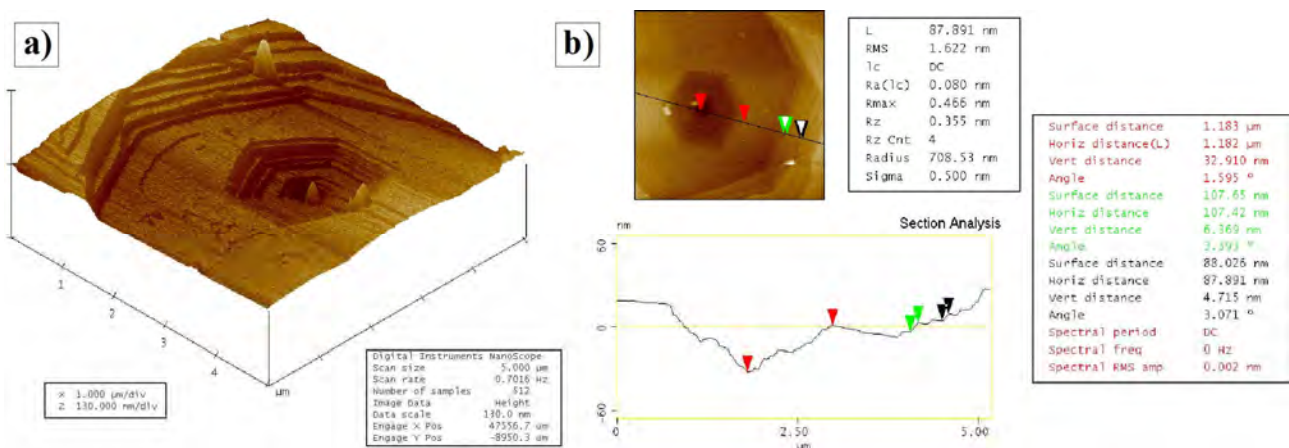 a)
1
2
3
4
μm
X 1.000 μm/div
Z 130.000 nm/div
Digital Instruments NanoScope
Scan size 5.000 μm
Scan rate 0.7016 Hz
Number of samples 512
Image Data Height
Data scale 130.0 nm
Engage X Pos 47556.7 um
Engage Y Pos -8950.3 um
b)
L 87.891 nm
RMS 1.622 nm
lc DC
Ra(lc) 0.080 nm
Rmax 0.466 nm
Rz 0.355 nm
Rz Cnt 4
Radius 708.53 nm
Sigma 0.500 nm
Section Analysis
nm
60
0
-60
0
2.50
5.00
μm
Surface distance 1.183 μm
Horiz distance(L) 1.182 μm
Vert distance 32.910 nm
Angle 1.595 °
Surface distance 107.65 nm
Horiz distance 107.42 nm
Vert distance 6.369 nm
Angle 3.393 °
Surface distance 88.026 nm
Horiz distance 87.891 nm
Vert distance 4.715 nm
Angle 3.071 °
Spectral period DC
Spectral freq 0 Hz
Spectral RMS amp 0.002 nm